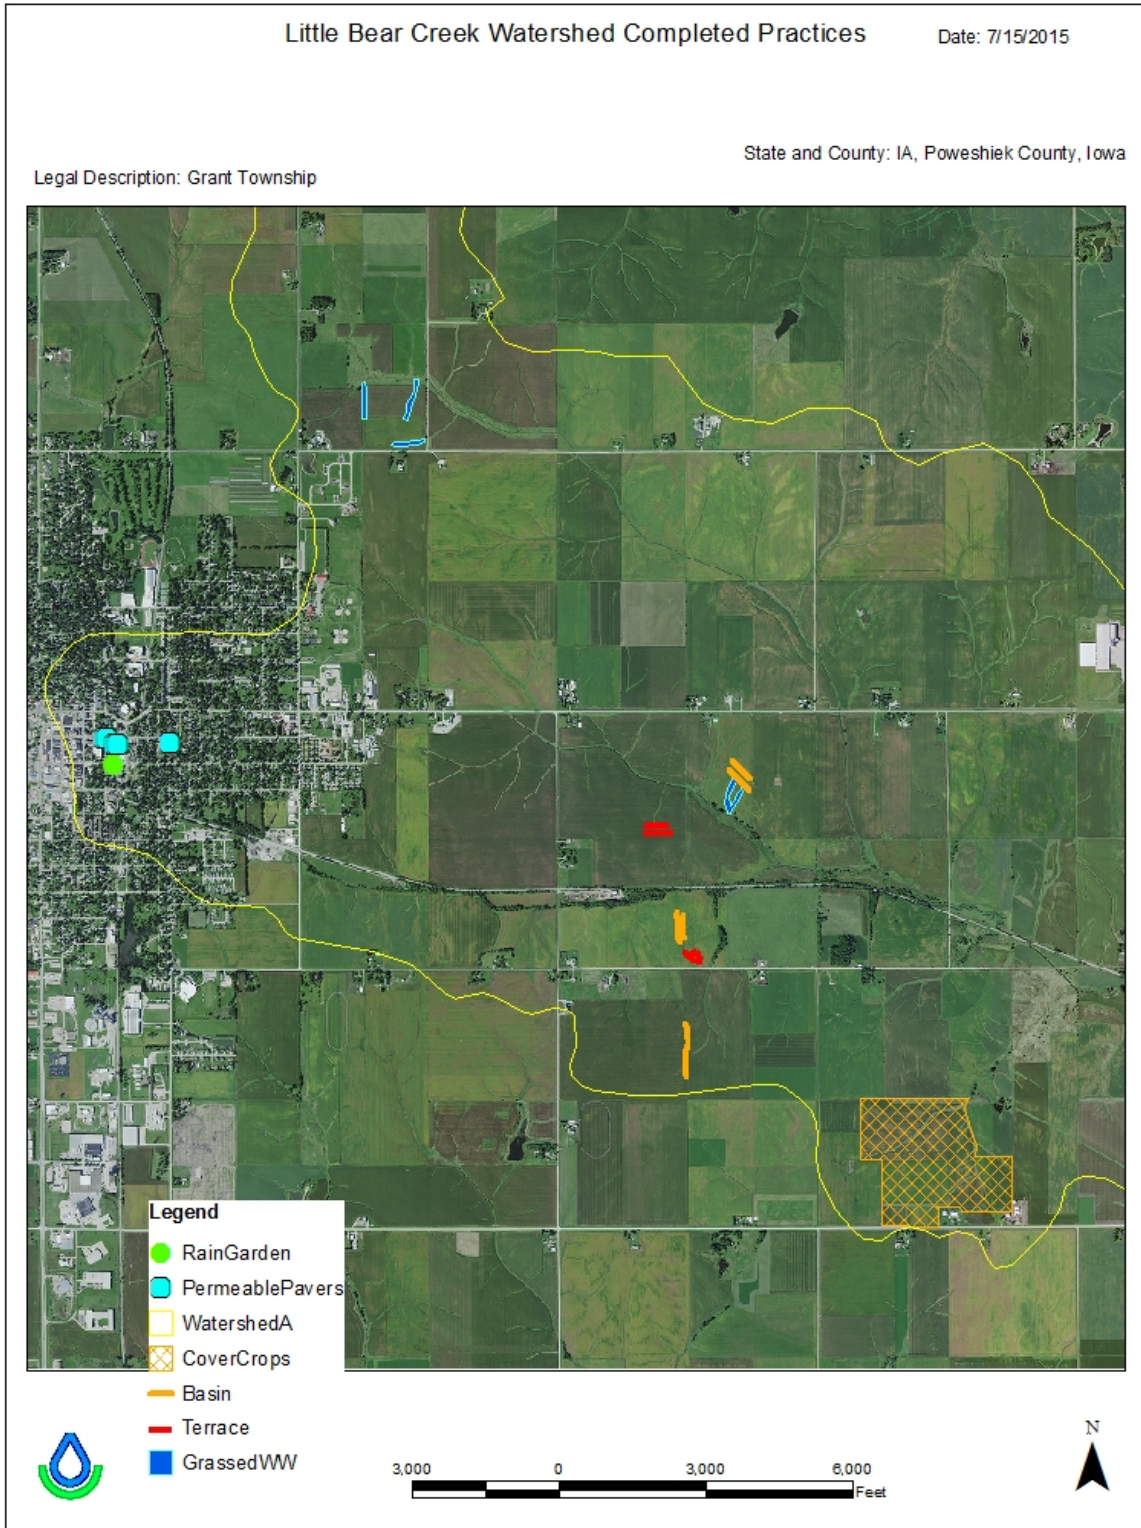 Little Bear Creek Watershed Completed Practices
Date: 7/15/2015
State and County: IA, Poweshiek County, Iowa
Legal Description: Grant Township
Legend
RainGarden
PermeablePavers
WatershedA
CoverCrops
Basin
Terrace
GrassedWW
3,000 0 3,000 6,000
Feet
N